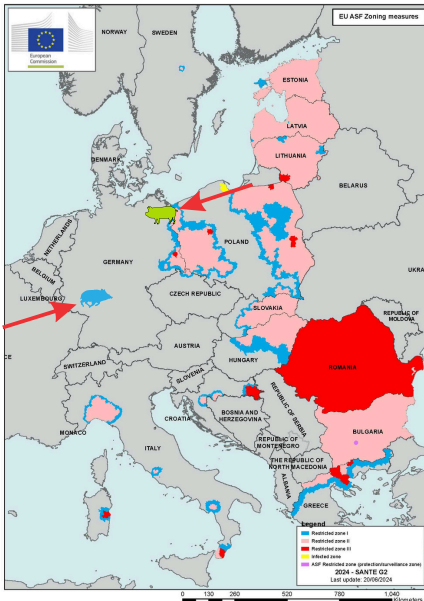 EU ASF Zoning measures
European
Commission
NORWAY
SWEDEN
ESTONIA
LATVIA
LITHUANIA
DENMARK
BELARUS
NETHERLANDS
BELGIUM
LUXEMBOURG
GERMANY
POLAND
UKRA
CZECH REPUBLIC
SLOVAKIA
REPUBLIC OF
MOLDOVA
AUSTRIA
HUNGARY
SWITZERLAND
SLOVENIA
ROMANIA
CE
CROATIA
BOSNIA AND
HERZEGOVINA
REPUBLIC OF SERBIA
MONACO
ITALY
REPUBLIC OF
MONTENEGRO
BULGARIA
THE REPUBLIC OF
NORTH MACEDONIA
ALBANIA
GREECE
Legend
Restricted zone I
Restricted zone II
Restricted zone III
Infected zone
ASF Restricted zone (protection/surveillance zone)
2024 - SANTE G2
Last update: 20/06/2024
0 130 260 520 780 1 040
Kilometers